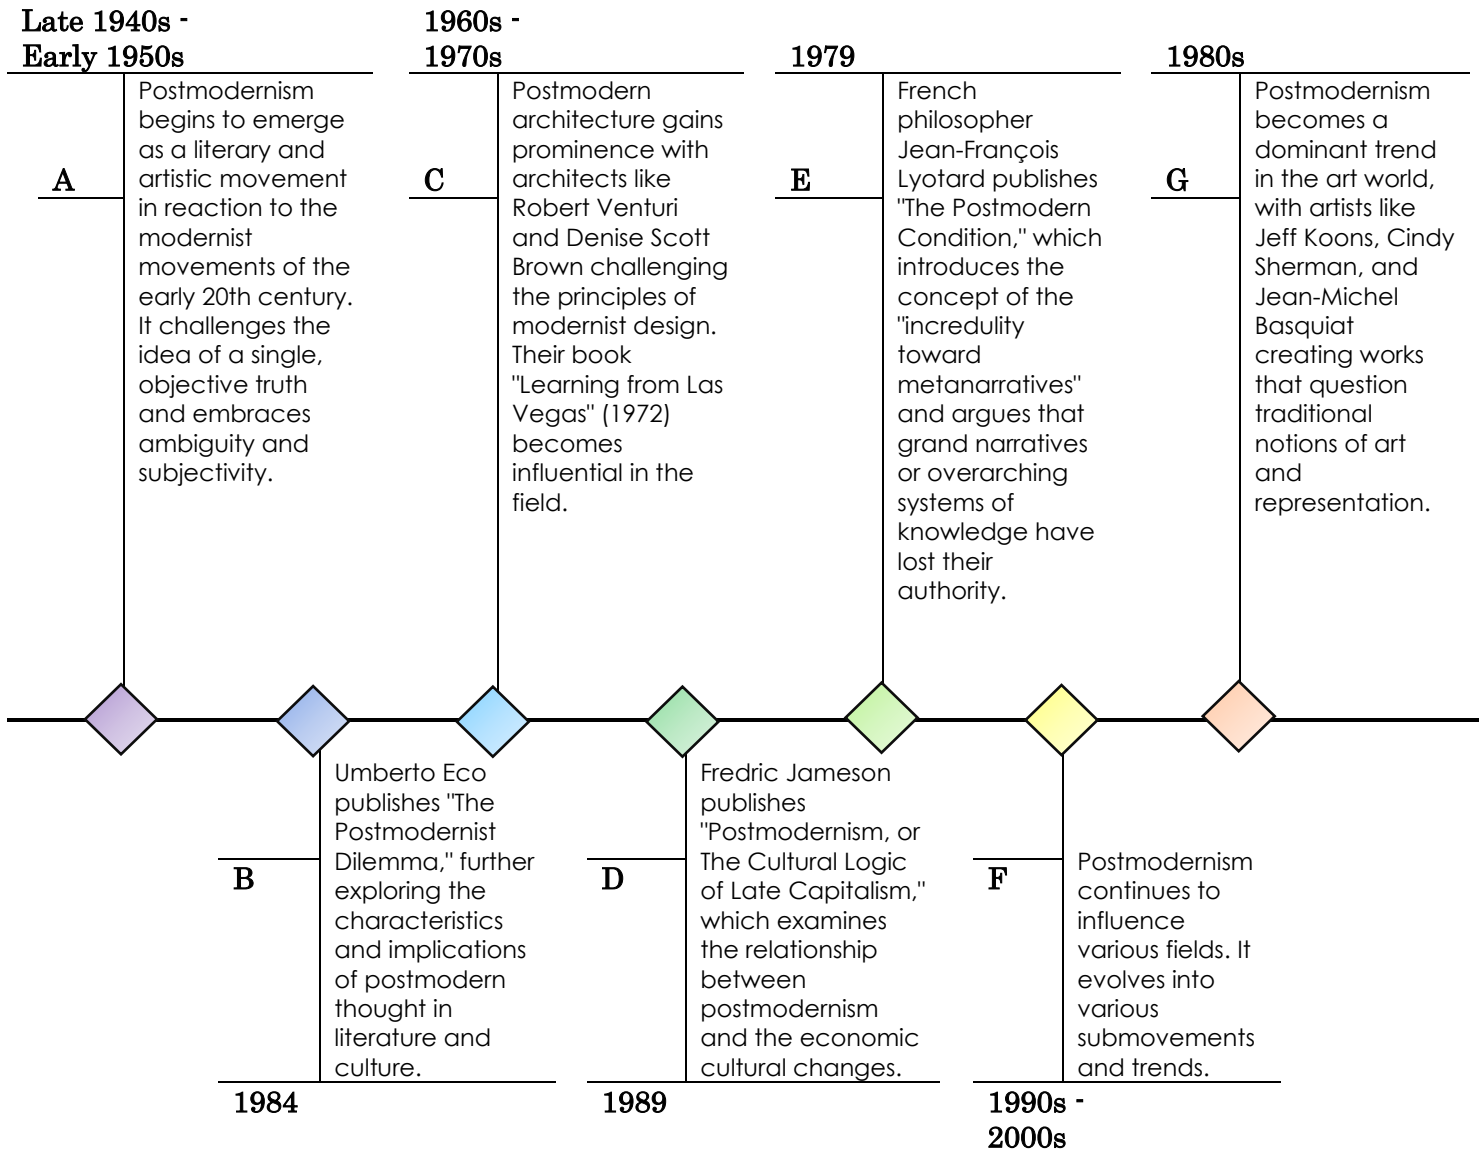 Late 1940s -
Early 1950s
A
Postmodernism
begins to emerge
as a literary and
artistic movement
in reaction to the
modernist
movements of the
early 20th century.
It challenges the
idea of a single,
objective truth
and embraces
ambiguity and
subjectivity.
1960s -
1970s
C
Postmodern
architecture gains
prominence with
architects like
Robert Venturi
and Denise Scott
Brown challenging
the principles of
modernist design.
Their book
"Learning from Las
Vegas" (1972)
becomes
influential in the
field.
1979
E
French
philosopher
Jean-François
Lyotard publishes
"The Postmodern
Condition," which
introduces the
concept of the
"incredulity
toward
metanarratives"
and argues that
grand narratives
or overarching
systems of
knowledge have
lost their
authority.
1980s
G
Postmodernism
becomes a
dominant trend
in the art world,
with artists like
Jeff Koons, Cindy
Sherman, and
Jean-Michel
Basquiat
creating works
that question
traditional
notions of art
and
representation.
B
Umberto Eco
publishes "The
Postmodernist
Dilemma," further
exploring the
characteristics
and implications
of postmodern
thought in
literature and
culture.
1984
D
Fredric Jameson
publishes
"Postmodernism, or
The Cultural Logic
of Late Capitalism,"
which examines
the relationship
between
postmodernism
and the economic
cultural changes.
1989
F
Postmodernism
continues to
influence
various fields. It
evolves into
various
submovements
and trends.
1990s -
2000s